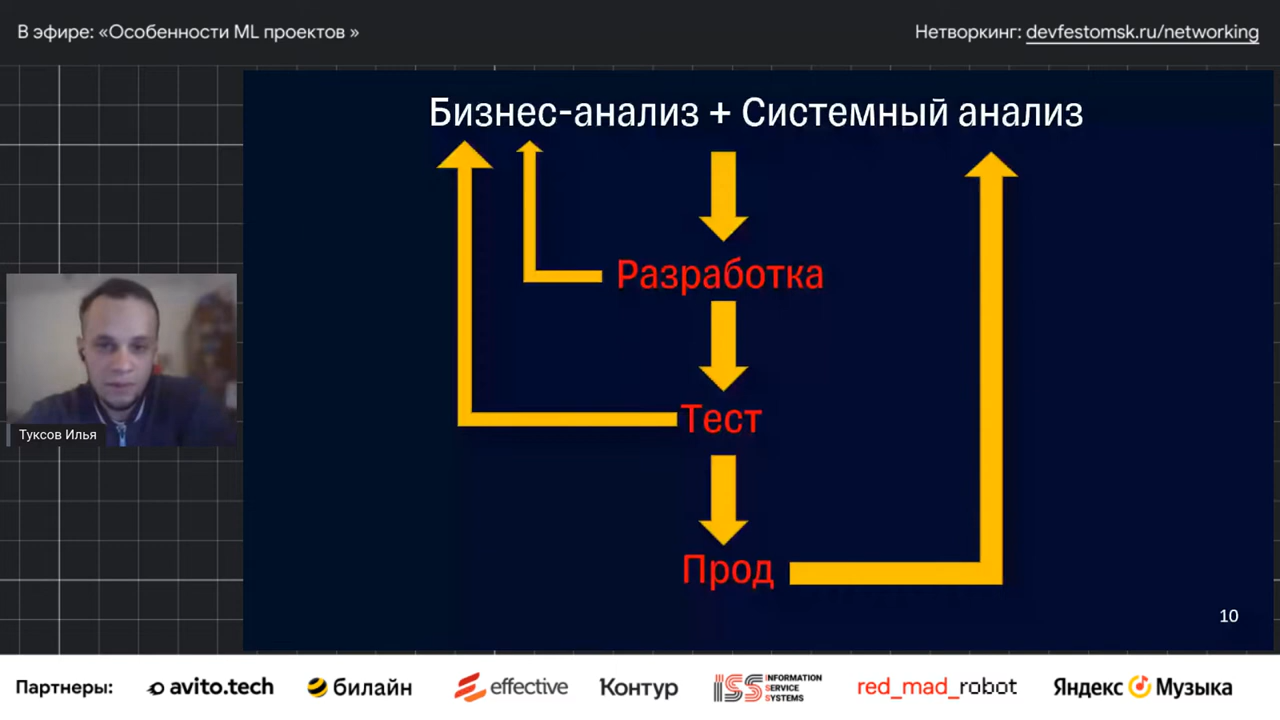 В эфире: «Особенности ML проектов »
Нетворкинг: devfestomsk.ru/networking
Бизнес-анализ + Системный анализ
Разработка
Тест
Прод
10
Туксов Илья
Партнеры:
avito.tech
билайн
effective
Контур
ISS INFORMATION
SERVICE
SYSTEMS
red_mad_robot
Яндекс Музыка